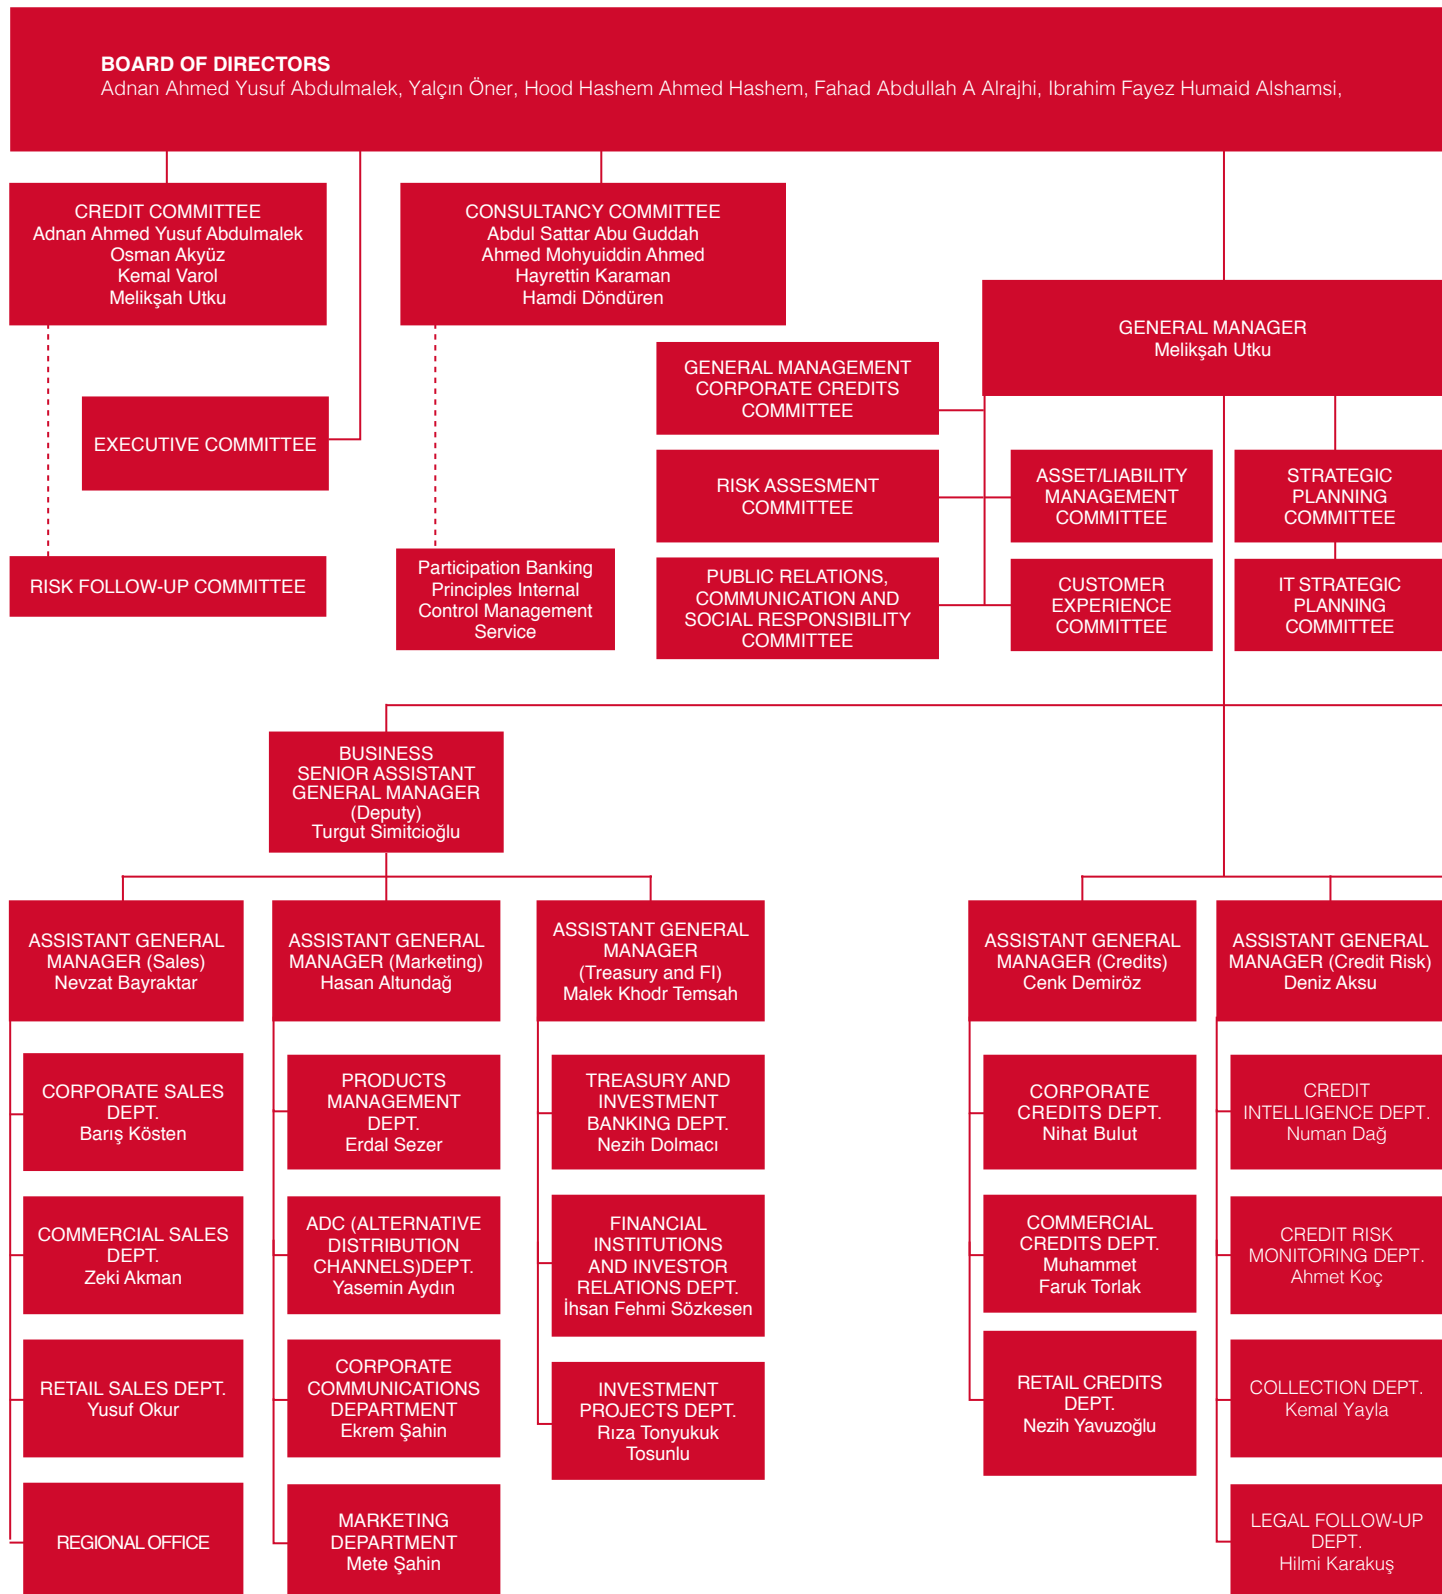 BOARD OF DIRECTORS
Adnan Ahmed Yusuf Abdulmalek, Yalçın Öner, Hood Hashem Ahmed Hashem, Fahad Abdullah A Alrajhi, Ibrahim Fayez Humaid Alshamsi,
CREDIT COMMITTEE
Adnan Ahmed Yusuf Abdulmalek
Osman Akyüz
Kemal Varol
Melikşah Utku
CONSULTANCY COMMITTEE
Abdul Sattar Abu Guddah
Ahmed Mohyuiddin Ahmed
Hayrettin Karaman
Hamdi Döndüren
GENERAL MANAGER
Melikşah Utku
GENERAL MANAGEMENT
CORPORATE CREDITS
COMMITTEE
EXECUTIVE COMMITTEE
RISK ASSESMENT
COMMITTEE
ASSET/LIABILITY
MANAGEMENT
COMMITTEE
STRATEGIC
PLANNING
COMMITTEE
RISK FOLLOW-UP COMMITTEE
Participation Banking
Principles Internal
Control Management
Service
PUBLIC RELATIONS,
COMMUNICATION AND
SOCIAL RESPONSIBILITY
COMMITTEE
CUSTOMER
EXPERIENCE
COMMITTEE
IT STRATEGIC
PLANNING
COMMITTEE
BUSINESS
SENIOR ASSISTANT
GENERAL MANAGER
(Deputy)
Turgut Simitcioğlu
ASSISTANT GENERAL
MANAGER (Sales)
Nevzat Bayraktar
ASSISTANT GENERAL
MANAGER (Marketing)
Hasan Altundağ
ASSISTANT GENERAL
MANAGER
(Treasury and FI)
Malek Khodr Temsah
ASSISTANT GENERAL
MANAGER (Credits)
Cenk Demiröz
ASSISTANT GENERAL
MANAGER (Credit Risk)
Deniz Aksu
CORPORATE SALES
DEPT.
Barış Kösten
PRODUCTS
MANAGEMENT
DEPT.
Erdal Sezer
TREASURY AND
INVESTMENT
BANKING DEPT.
Nezih Dolmacı
CORPORATE
CREDITS DEPT.
Nihat Bulut
CREDIT
INTELLIGENCE DEPT.
Numan Dağ
COMMERCIAL SALES
DEPT.
Zeki Akman
ADC (ALTERNATIVE
DISTRIBUTION
CHANNELS)DEPT.
Yasemin Aydın
FINANCIAL
INSTITUTIONS
AND INVESTOR
RELATIONS DEPT.
İhsan Fehmi Sözkesen
COMMERCIAL
CREDITS DEPT.
Muhammet
Faruk Torlak
CREDIT RISK
MONITORING DEPT.
Ahmet Koç
RETAIL SALES DEPT.
Yusuf Okur
CORPORATE
COMMUNICATIONS
DEPARTMENT
Ekrem Şahin
INVESTMENT
PROJECTS DEPT.
Rıza Tonyukuk
Tosunlu
RETAIL CREDITS
DEPT.
Nezih Yavuzoğlu
COLLECTION DEPT.
Kemal Yayla
REGIONAL OFFICE
MARKETING
DEPARTMENT
Mete Şahin
LEGAL FOLLOW-UP
DEPT.
Hilmi Karakuş